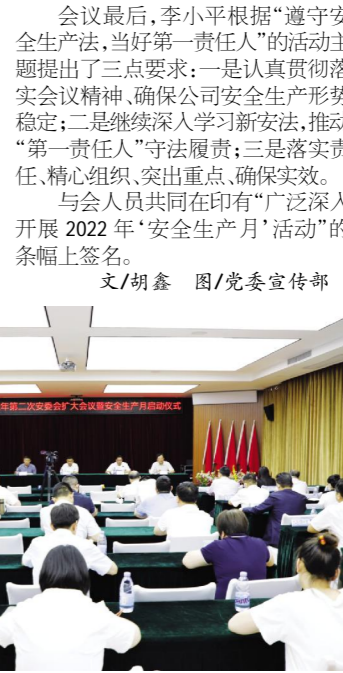 会议最后，李小平根据“遵守安
全生产法，当好第一责任人”的活动主
题提出了三点要求：一是认真贯彻落
实会议精神、确保公司安全生产形势
稳定；二是继续深入学习新安法，推动
“第一责任人”守法履责；三是落实责
任、精心组织、突出重点、确保实效。
与会人员共同在印有“广泛深入
开展 2022 年‘安全生产月’活动”的
条幅上签名。
文/胡鑫 图/党委宣传部
年第二次安委会扩大会议暨安全生产月启动仪式